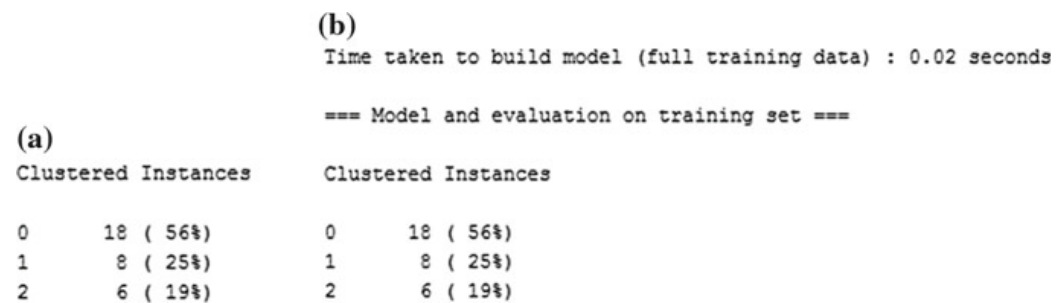 (a)
Clustered Instances
0 18 ( 56%)
1 8 ( 25%)
2 6 ( 19%)
(b)
Time taken to build model (full training data) : 0.02 seconds
=== Model and evaluation on training set ===
Clustered Instances
0 18 ( 56%)
1 8 ( 25%)
2 6 ( 19%)